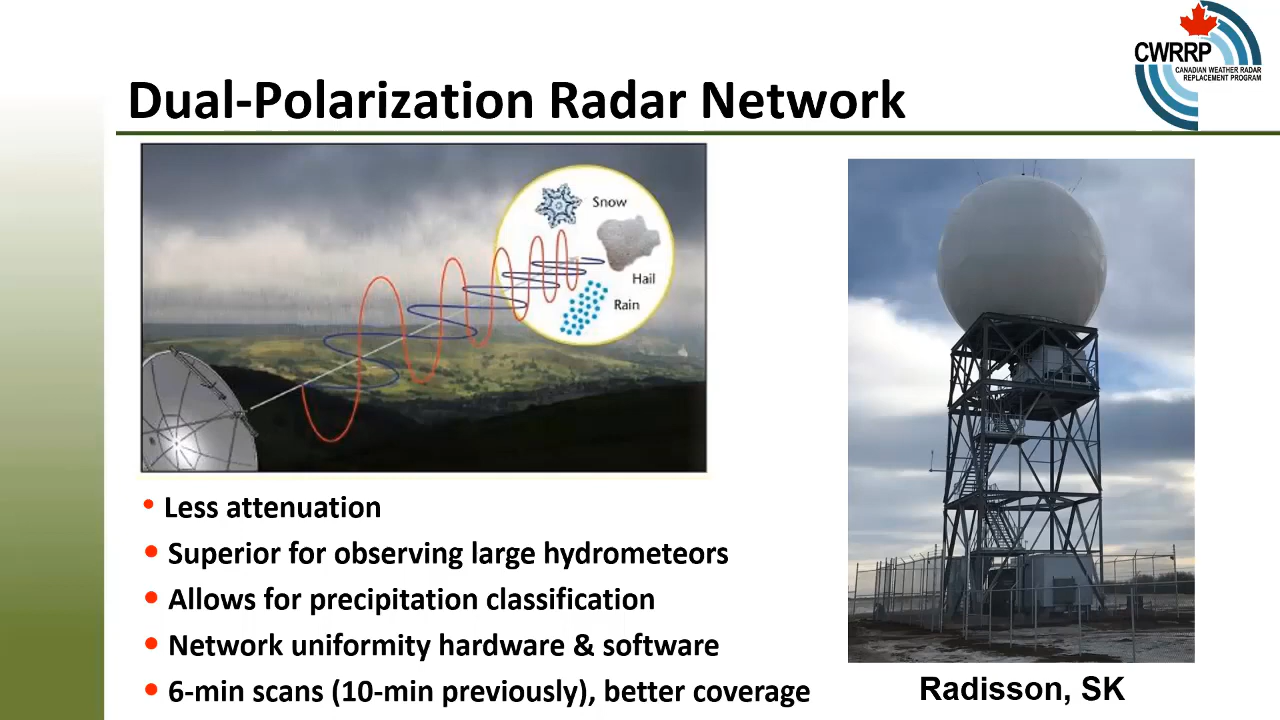 CWRRP
CANADIAN WEATHER RADAR
REPLACEMENT PROGRAM
Dual-Polarization Radar Network
Snow
Hail
Rain
• Less attenuation
• Superior for observing large hydrometeors
• Allows for precipitation classification
• Network uniformity hardware & software
• 6-min scans (10-min previously), better coverage
Radisson, SK